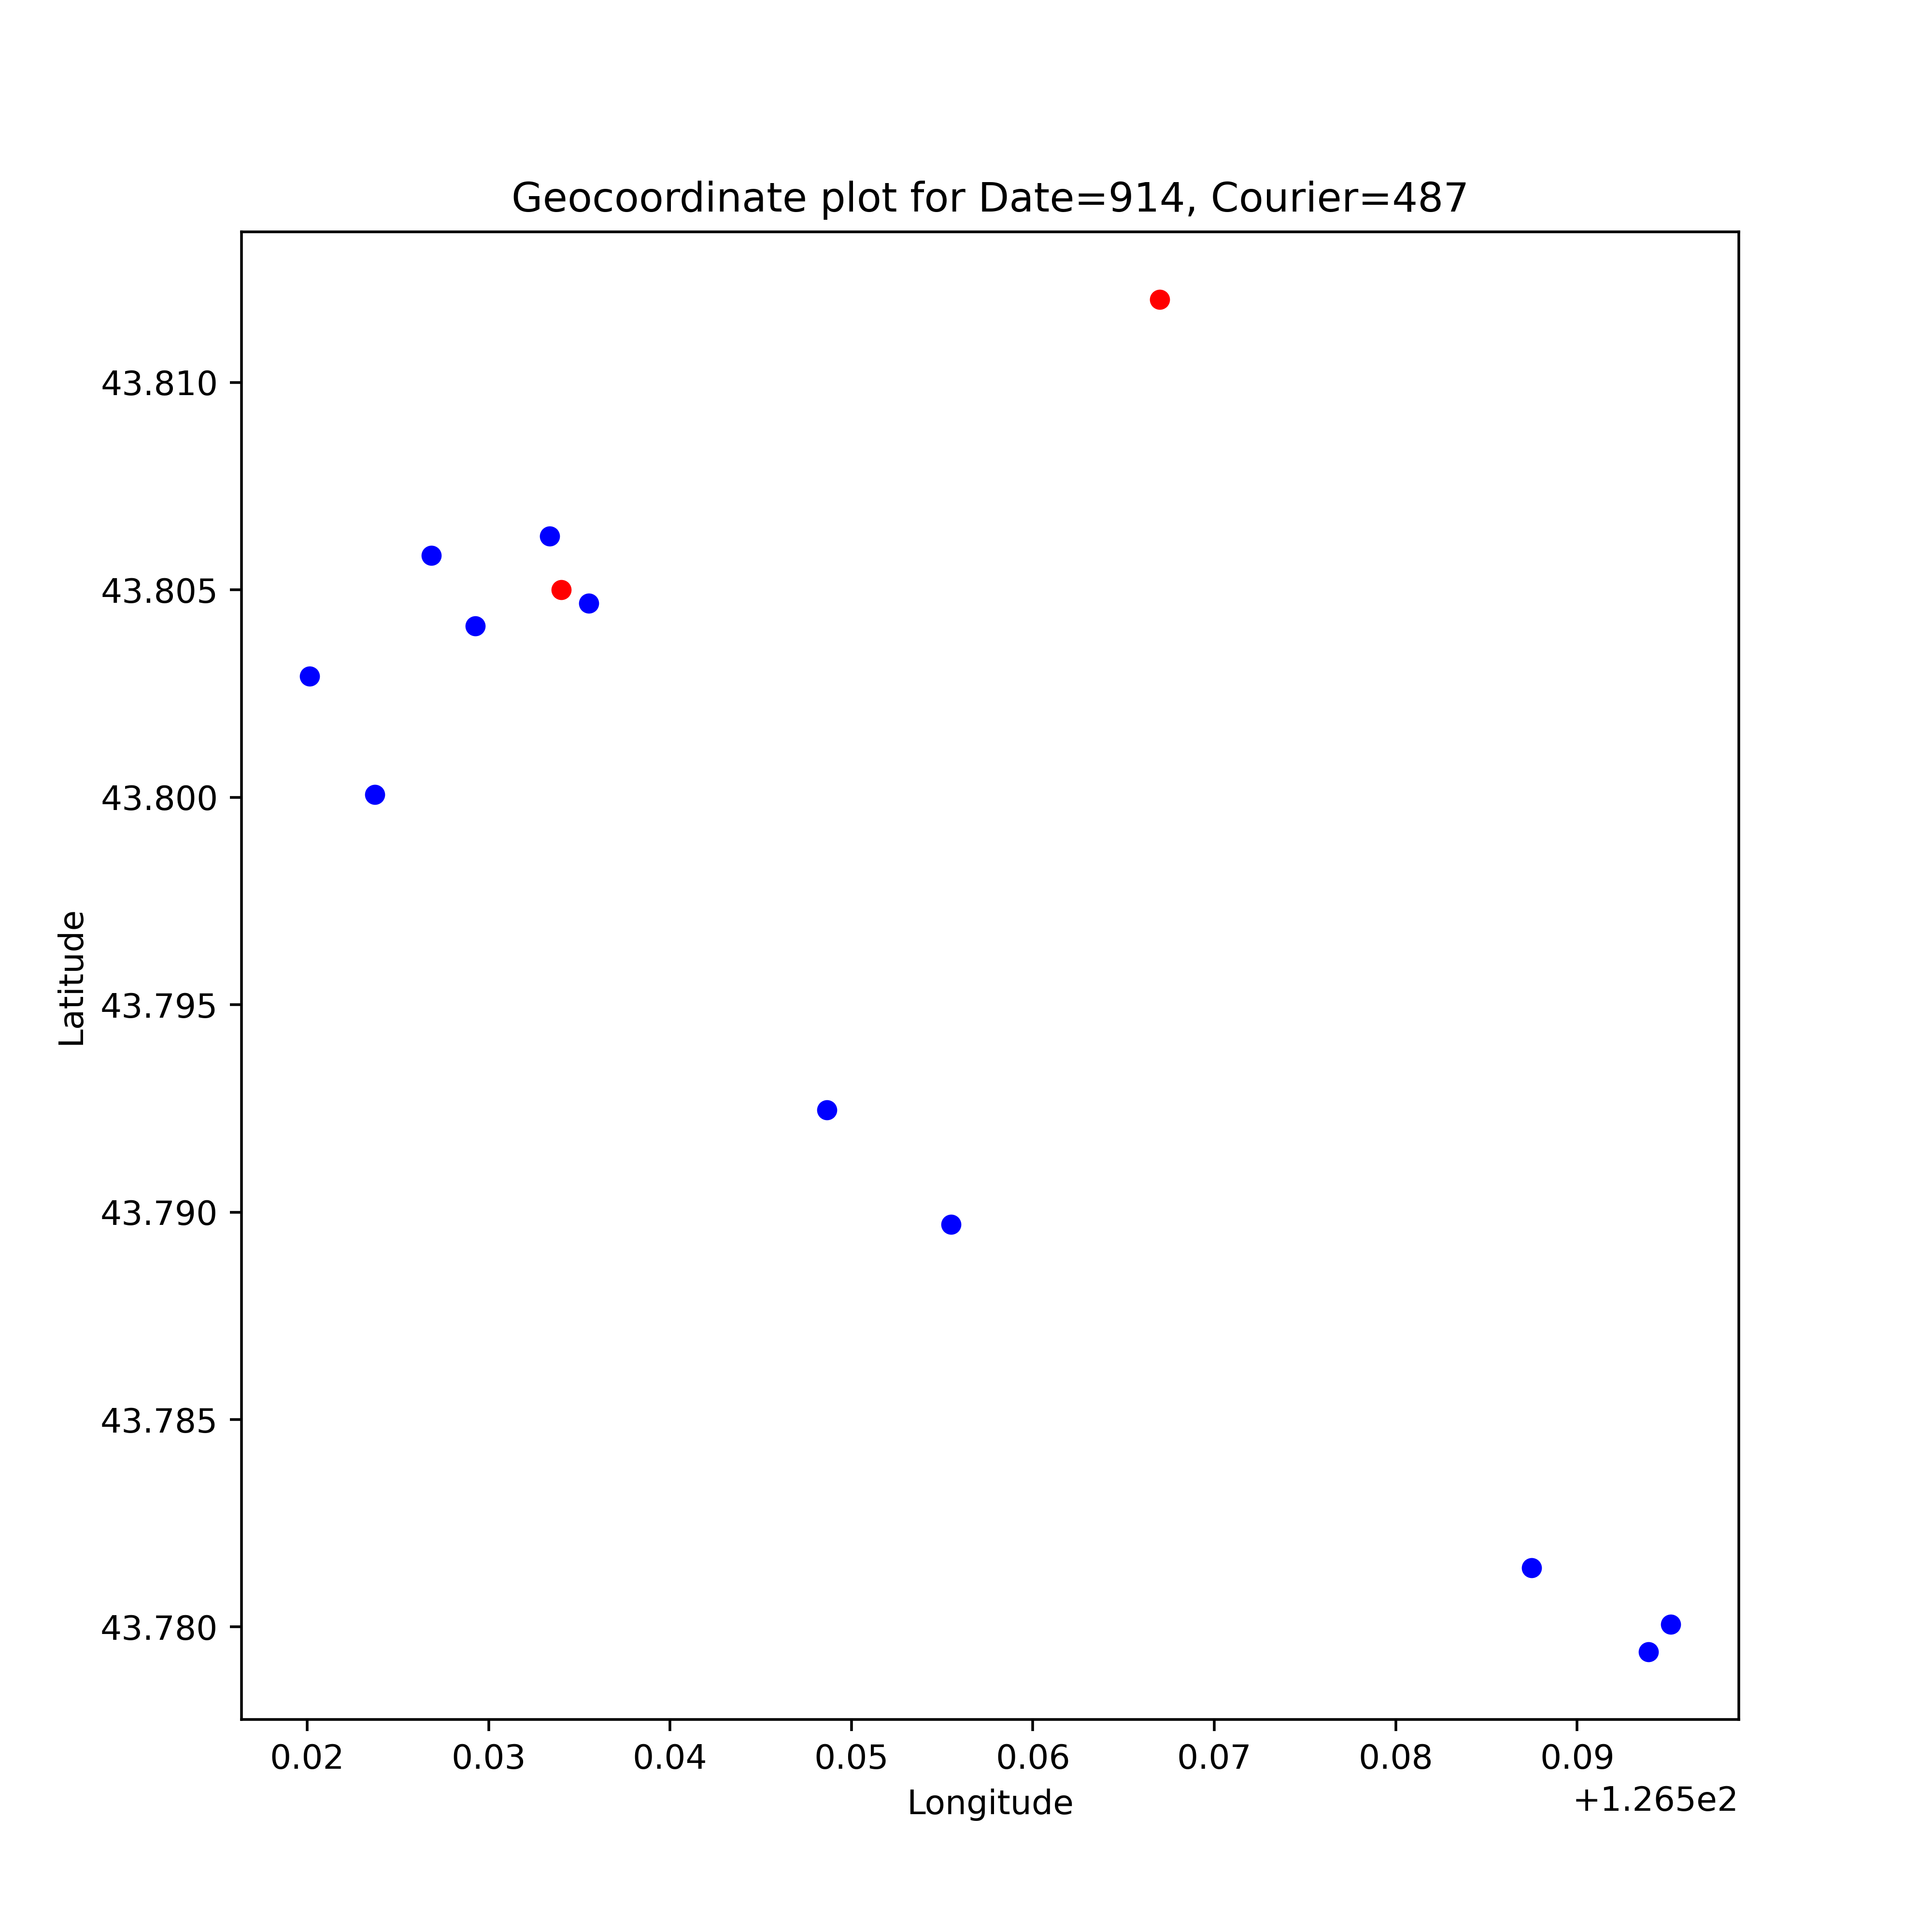 Geocoordinate plot for Date=914, Courier=487
43.810
43.805
43.800
43.795
43.790
43.785
43.780
Latitude
0.02 0.03 0.04 0.05 0.06 0.07 0.08 0.09
Longitude
+1.265e2